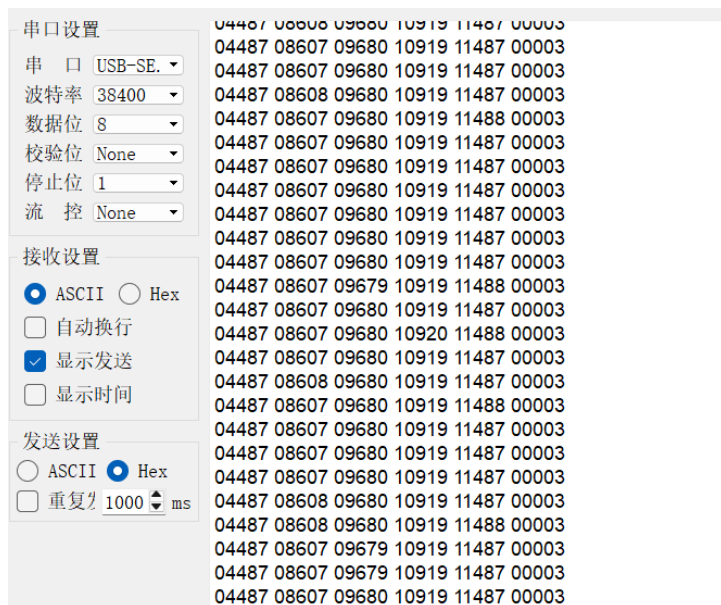 串口设置
串 口 USB-SE.
波特率 38400
数据位 8
校验位 None
停止位 1
流 控 None
接收设置
ASCII Hex
自动换行
显示发送
显示时间
发送设置
ASCII Hex
重复发 1000 ms
04487 08608 09680 10919 11487 00003
04487 08607 09680 10919 11487 00003
04487 08607 09680 10919 11487 00003
04487 08608 09680 10919 11487 00003
04487 08607 09680 10919 11488 00003
04487 08607 09680 10919 11487 00003
04487 08607 09680 10919 11487 00003
04487 08607 09680 10919 11487 00003
04487 08607 09680 10919 11487 00003
04487 08607 09680 10919 11487 00003
04487 08607 09680 10919 11487 00003
04487 08607 09679 10919 11488 00003
04487 08607 09680 10919 11487 00003
04487 08607 09680 10920 11488 00003
04487 08607 09680 10919 11487 00003
04487 08608 09680 10919 11487 00003
04487 08607 09680 10919 11488 00003
04487 08607 09680 10919 11487 00003
04487 08607 09680 10919 11487 00003
04487 08607 09680 10919 11487 00003
04487 08608 09680 10919 11487 00003
04487 08608 09680 10919 11488 00003
04487 08607 09679 10919 11487 00003
04487 08607 09679 10919 11487 00003
04487 08607 09680 10919 11487 00003